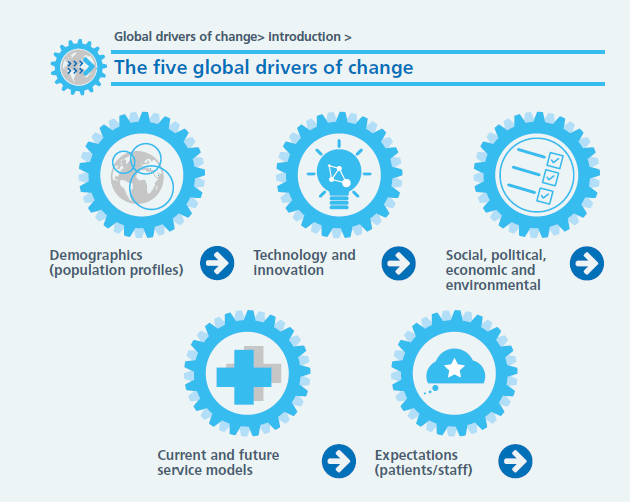 Global drivers of change> introduction >
The five global drivers of change
Demographics
(population profiles)
Technology and
innovation
Social, political,
economic and
environmental
Current and future
service models
Expectations
(patients/staff)